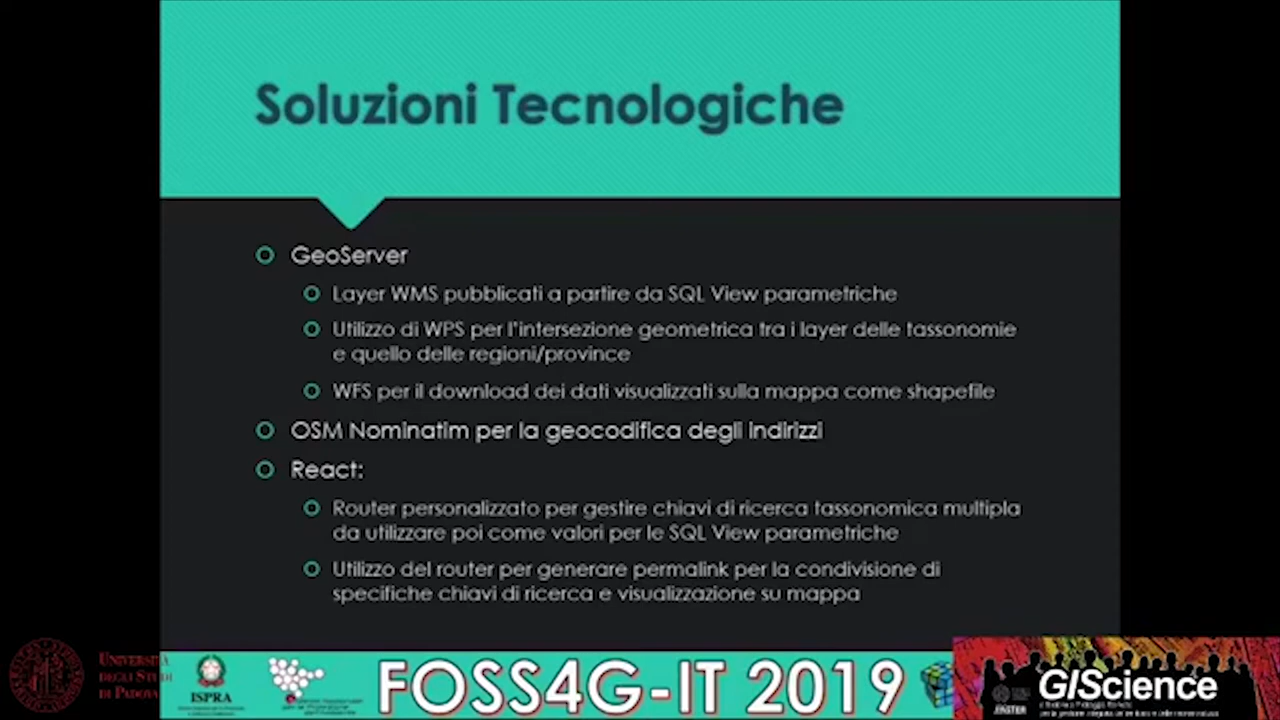 Soluzioni Tecnologiche
GeoServer
Layer WMS pubblicati a partire da SQL View parametriche
Utilizzo di WPS per l'intersezione geometrica tra i layer delle tassonomie
e quello delle regioni/province
WFS per il download dei dati visualizzati sulla mappa come shapefile
OSM Nominatim per la geocodifica degli indirizzi
React:
Router personalizzato per gestire chiavi di ricerca tassonomica multipla
da utilizzare poi come valori per le SQL View parametriche
Utilizzo del router per generare permalink per la condivisione di
specifiche chiavi di ricerca e visualizzazione su mappa
UNIVERSITÀ
DEGLI STUDI
DI PADOVA
ISPRA
FOSS4G-IT 2019
MASTER
GIScience